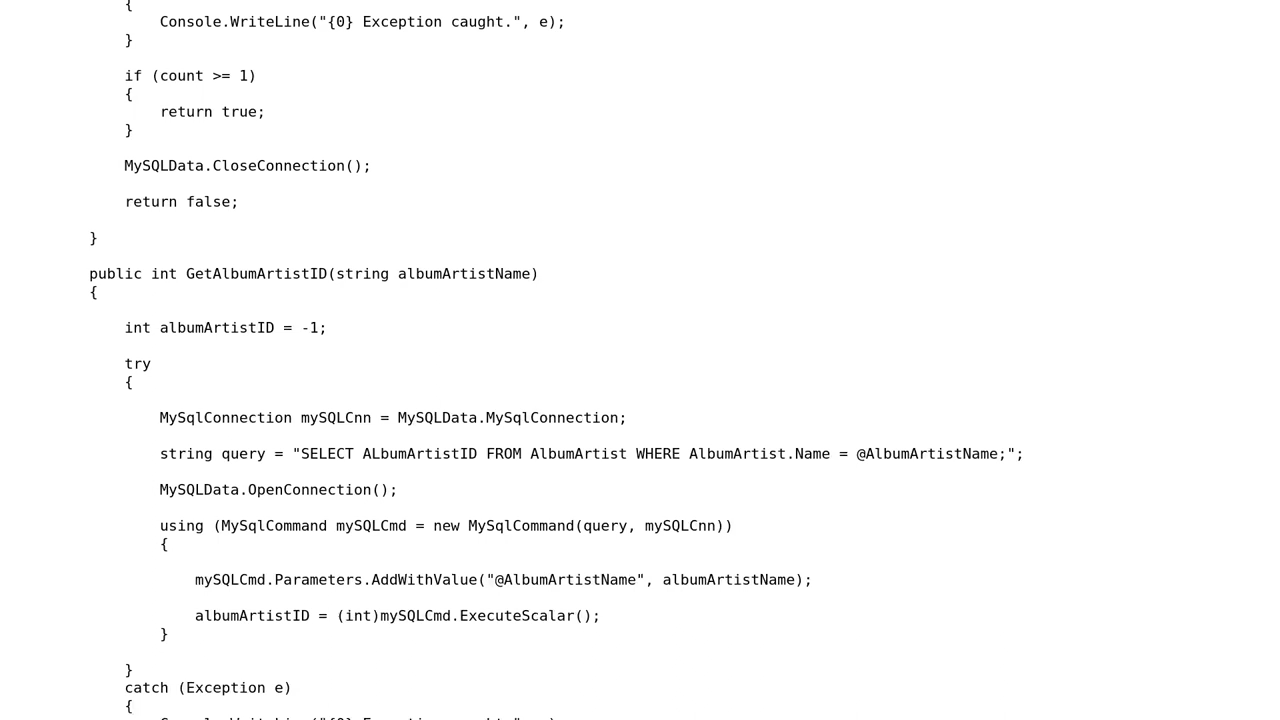 {
Console.WriteLine("{0} Exception caught.", e);
}
if (count >= 1)
{
return true;
}
MySQLData.CloseConnection();
return false;
}
public int GetAlbumArtistID(string albumArtistName)
{
int albumArtistID = -1;
try
{
MySqlConnection mySQLCnn = MySQLData.MySqlConnection;
string query = "SELECT ALbumArtistID FROM AlbumArtist WHERE AlbumArtist.Name = @AlbumArtistName;";
MySQLData.OpenConnection();
using (MySqlCommand mySQLCmd = new MySqlCommand(query, mySQLCnn))
{
mySQLCmd.Parameters.AddWithValue("@AlbumArtistName", albumArtistName);
albumArtistID = (int)mySQLCmd.ExecuteScalar();
}
}
catch (Exception e)
{